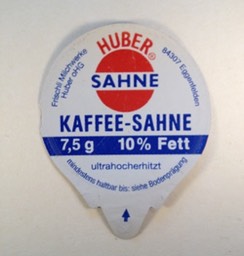 HUBER®
SAHNE
Frischli Milchwerke
Huber oHG
84307 Eggenfelden
KAFFEE-SAHNE
7,5 g 10% Fett
ultrahocherhitzt
mindestens haltbar bis: siehe Bodenprägung